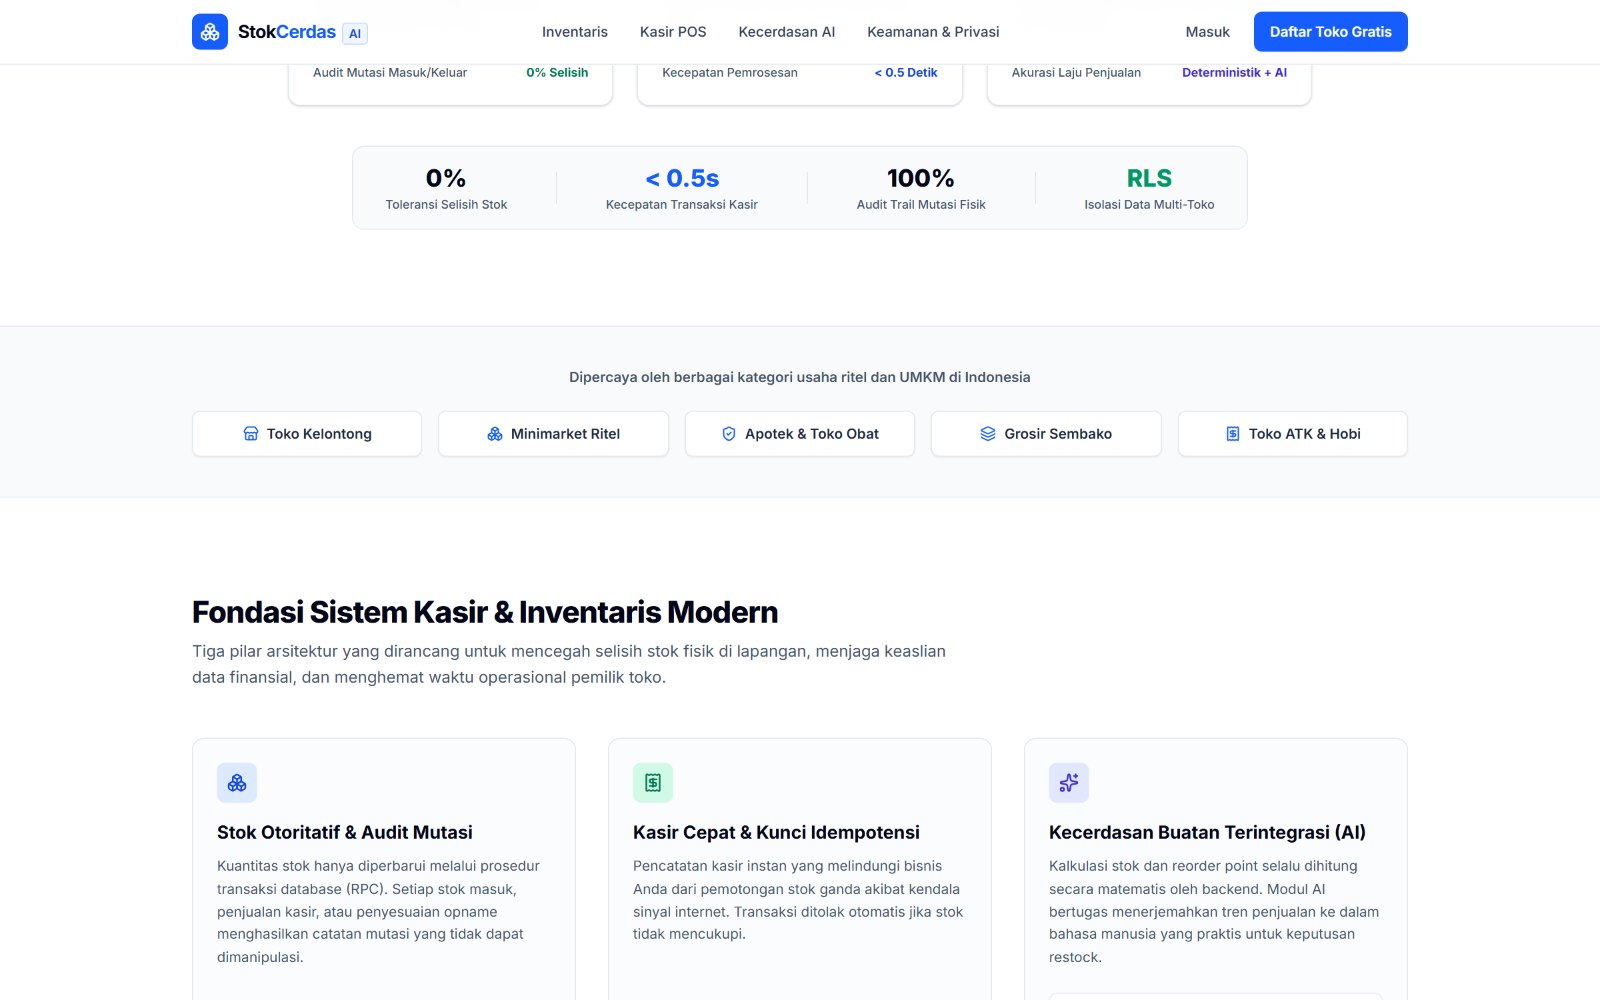 StokCerdas AI
Inventaris
Kasir POS
Kecerdasan AI
Keamanan & Privasi
Masuk
Daftar Toko Gratis
Audit Mutasi Masuk/Keluar
0% Selisih
Kecepatan Pemrosesan
< 0.5 Detik
Akurasi Laju Penjualan
Deterministik + AI
0%
Toleransi Selisih Stok
< 0.5s
Kecepatan Transaksi Kasir
100%
Audit Trail Mutasi Fisik
RLS
Isolasi Data Multi-Toko
Dipercaya oleh berbagai kategori usaha ritel dan UMKM di Indonesia
Toko Kelontong
Minimarket Ritel
Apotek & Toko Obat
Grosir Sembako
Toko ATK & Hobi
Fondasi Sistem Kasir & Inventaris Modern
Tiga pilar arsitektur yang dirancang untuk mencegah selisih stok fisik di lapangan, menjaga keaslian
data finansial, dan menghemat waktu operasional pemilik toko.
Stok Otoritatif & Audit Mutasi
Kuantitas stok hanya diperbarui melalui prosedur
transaksi database (RPC). Setiap stok masuk,
penjualan kasir, atau penyesuaian opname
menghasilkan catatan mutasi yang tidak dapat
dimanipulasi.
Kasir Cepat & Kunci Idempotensi
Pencatatan kasir instan yang melindungi bisnis
Anda dari pemotongan stok ganda akibat kendala
sinyal internet. Transaksi ditolak otomatis jika stok
tidak mencukupi.
Kecerdasan Buatan Terintegrasi (AI)
Kalkulasi stok dan reorder point selalu dihitung
secara matematis oleh backend. Modul AI
bertugas menerjemahkan tren penjualan ke dalam
bahasa manusia yang praktis untuk keputusan
restock.